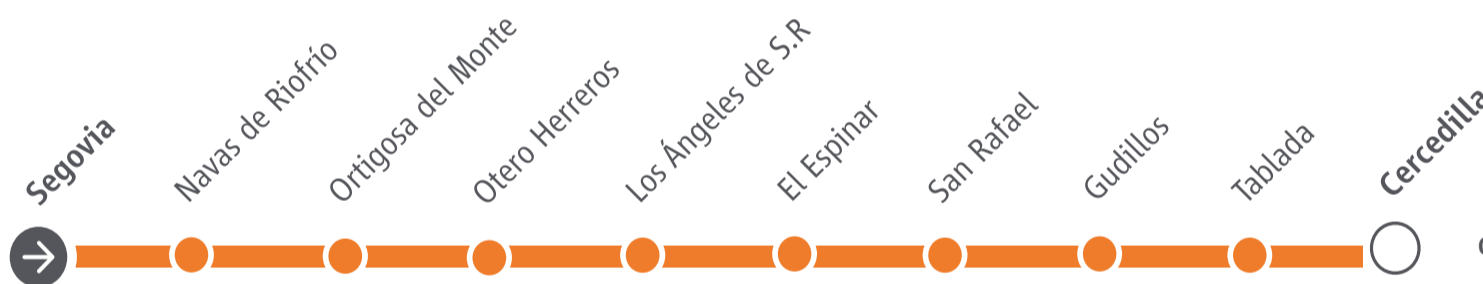 Segovia
Navas de Riofrío
Ortigosa del Monte
Otero Herreros
Los Ángeles de S.R
El Espinar
San Rafael
Gudillos
Tablada
Cercedilla